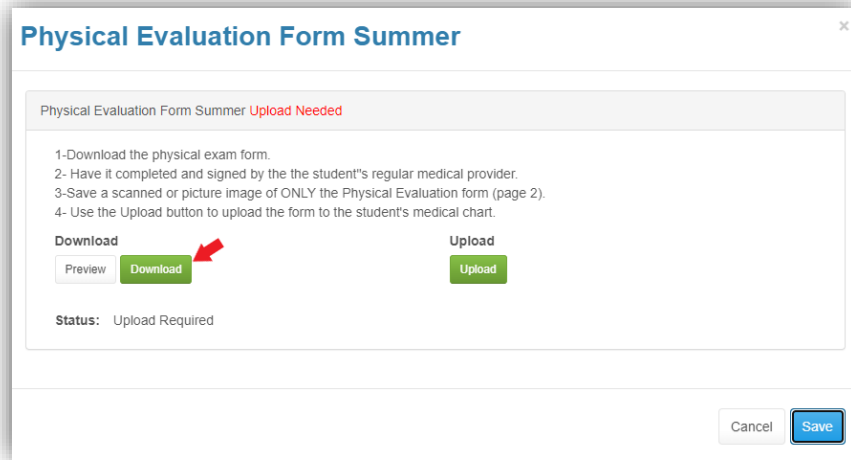 Physical Evaluation Form Summer
×
Physical Evaluation Form Summer Upload Needed
1-Download the physical exam form.
2- Have it completed and signed by the the student"s regular medical provider.
3-Save a scanned or picture image of ONLY the Physical Evaluation form (page 2).
4- Use the Upload button to upload the form to the student's medical chart.
Download Upload
Preview Download Upload
Status: Upload Required
Cancel Save